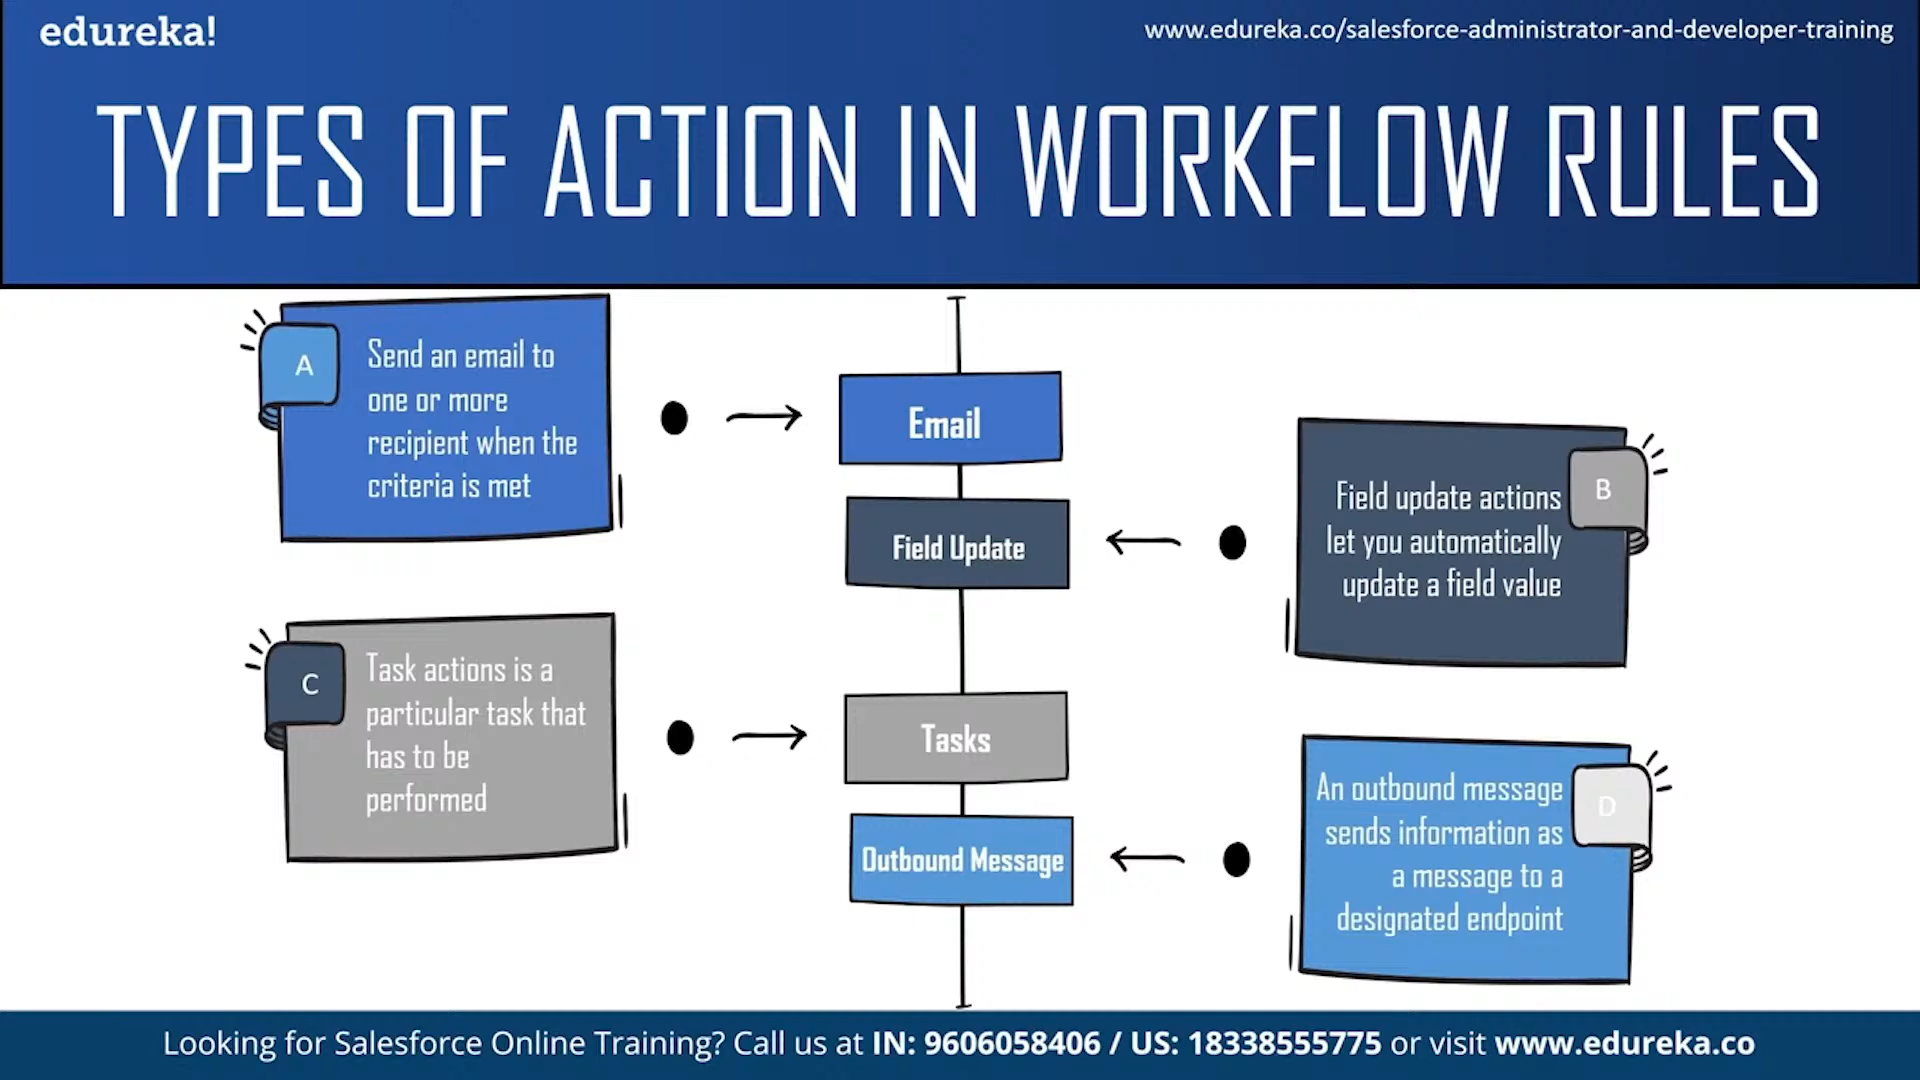 edureka!
www.edureka.co/salesforce-administrator-and-developer-training
TYPES OF ACTION IN WORKFLOW RULES
A
Send an email to
one or more
recipient when the
criteria is met
Email
B
Field update actions
let you automatically
update a field value
Field Update
C
Task actions is a
particular task that
has to be
performed
Tasks
D
An outbound message
sends information as
a message to a
designated endpoint
Outbound Message
Looking for Salesforce Online Training? Call us at IN: 9606058406 / US: 18338555775 or visit www.edureka.co